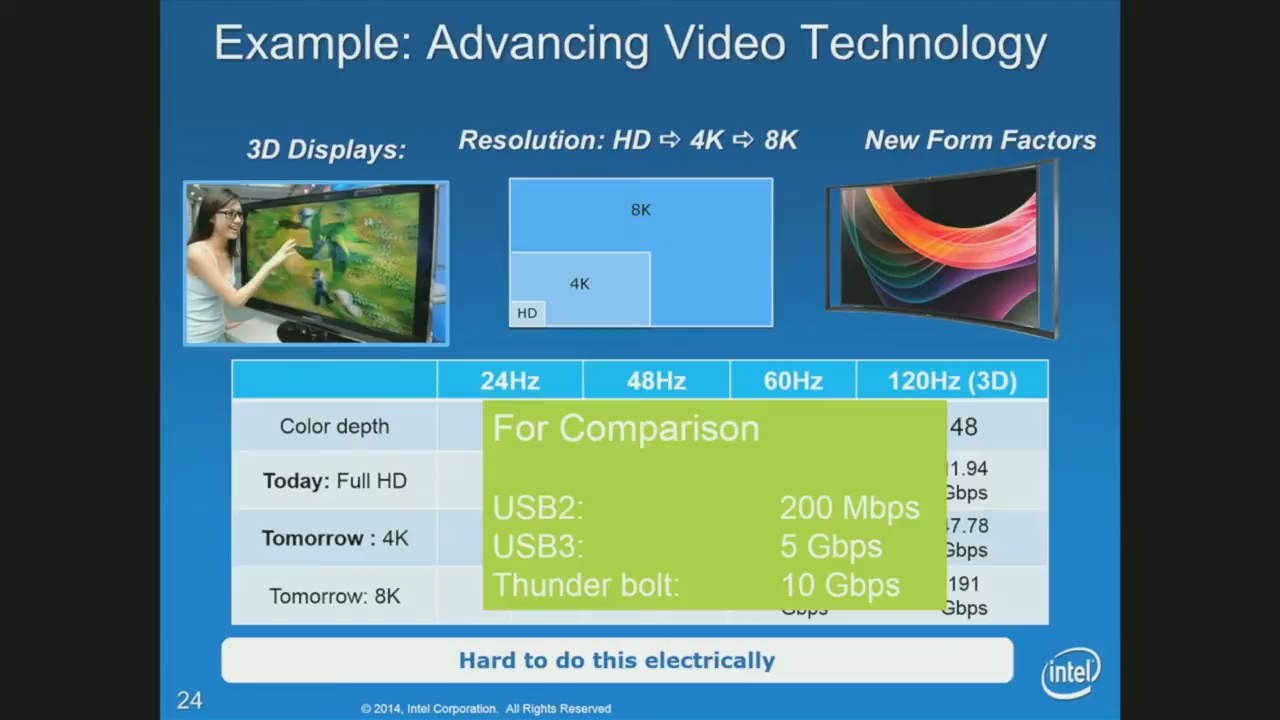 Example: Advancing Video Technology
3D Displays:
Resolution: HD ⇨ 4K ⇨ 8K
New Form Factors
8K
4K
HD
24Hz 48Hz 60Hz 120Hz (3D)
Color depth 48
Today: Full HD Gbps
Tomorrow : 4K Gbps
Tomorrow: 8K Gbps 191 Gbps
For Comparison
USB2: 200 Mbps
USB3: 5 Gbps
Thunder bolt: 10 Gbps
Hard to do this electrically
intel
24
© 2014, Intel Corporation. All Rights Reserved